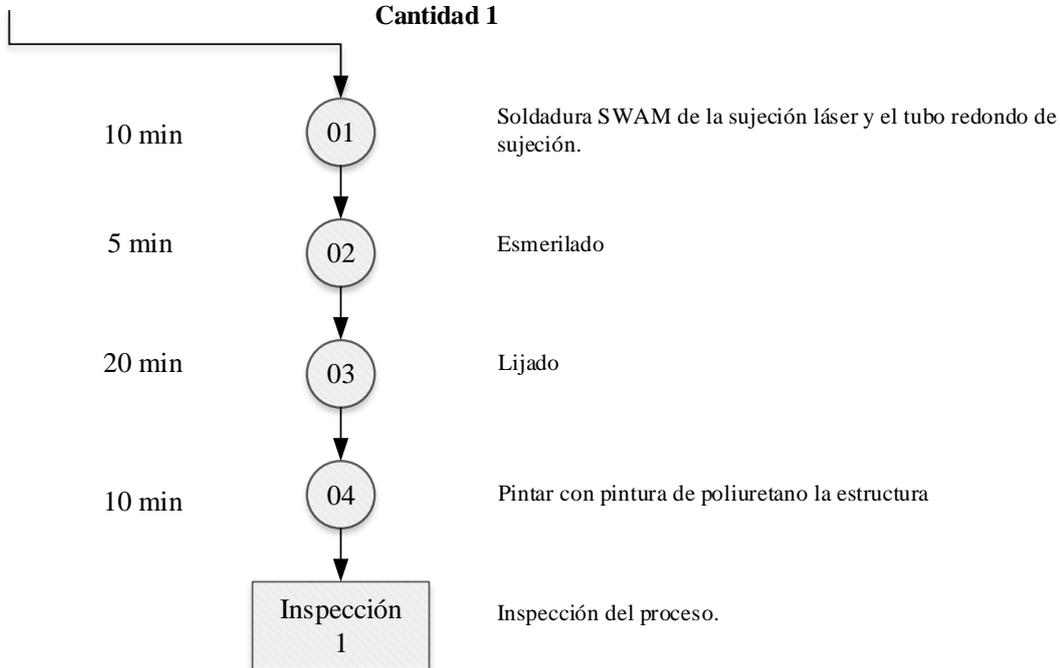 Cantidad 1
10 min
01
Soldadura SWAM de la sujeción láser y el tubo redondo de
sujeción.
5 min
02
Esmerilado
20 min
03
Lijado
10 min
04
Pintar con pintura de poliuretano la estructura
Inspección
1
Inspección del proceso.